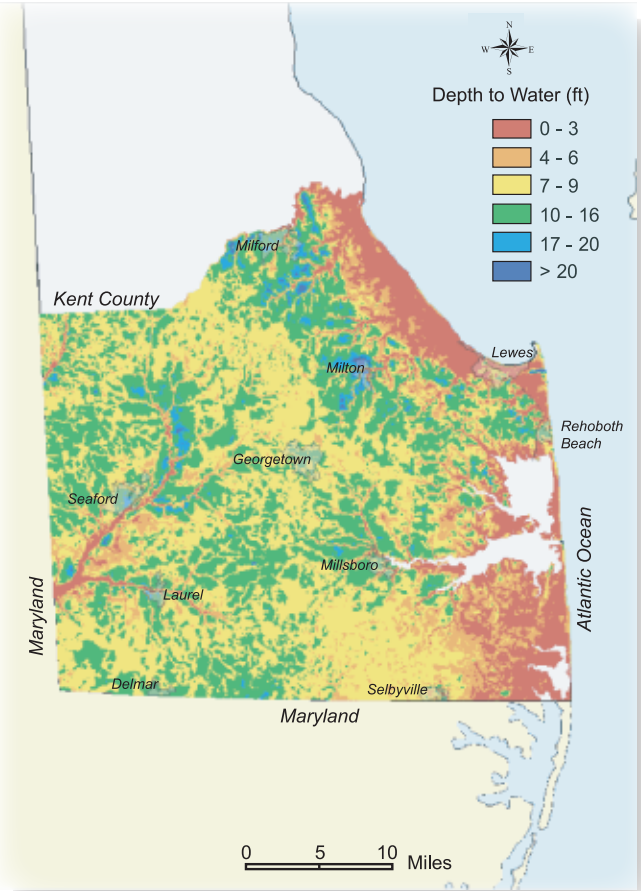 N
W E
S
Depth to Water (ft)
0 - 3
4 - 6
7 - 9
10 - 16
17 - 20
> 20
Milford
Kent County
Lewes
Milton
Rehoboth
Beach
Georgetown
Seaford
Atlantic Ocean
Millsboro
Maryland
Laurel
Delmar
Selbyville
Maryland
0 5 10
Miles